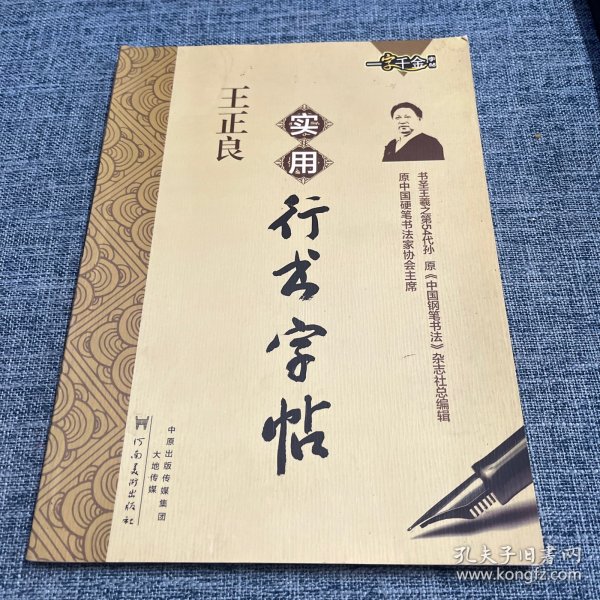 一字千金
字帖
王正良
实用
行书字帖
书圣王羲之第54代孙 原《中国钢笔书法》杂志社总编辑
原中国硬笔书法家协会主席
中原出版传媒集团
大地传媒
河南美术出版社
孔夫子旧书网
www.kongfz.com